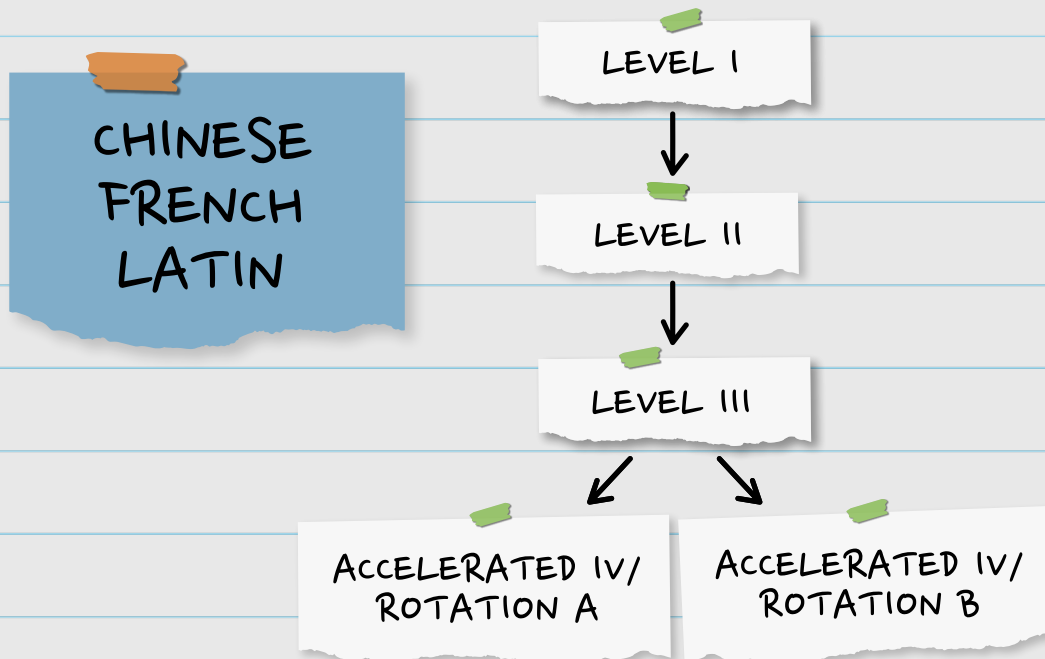 CHINESE
FRENCH
LATIN
LEVEL I
LEVEL II
LEVEL III
ACCELERATED IV/
ROTATION A
ACCELERATED IV/
ROTATION B